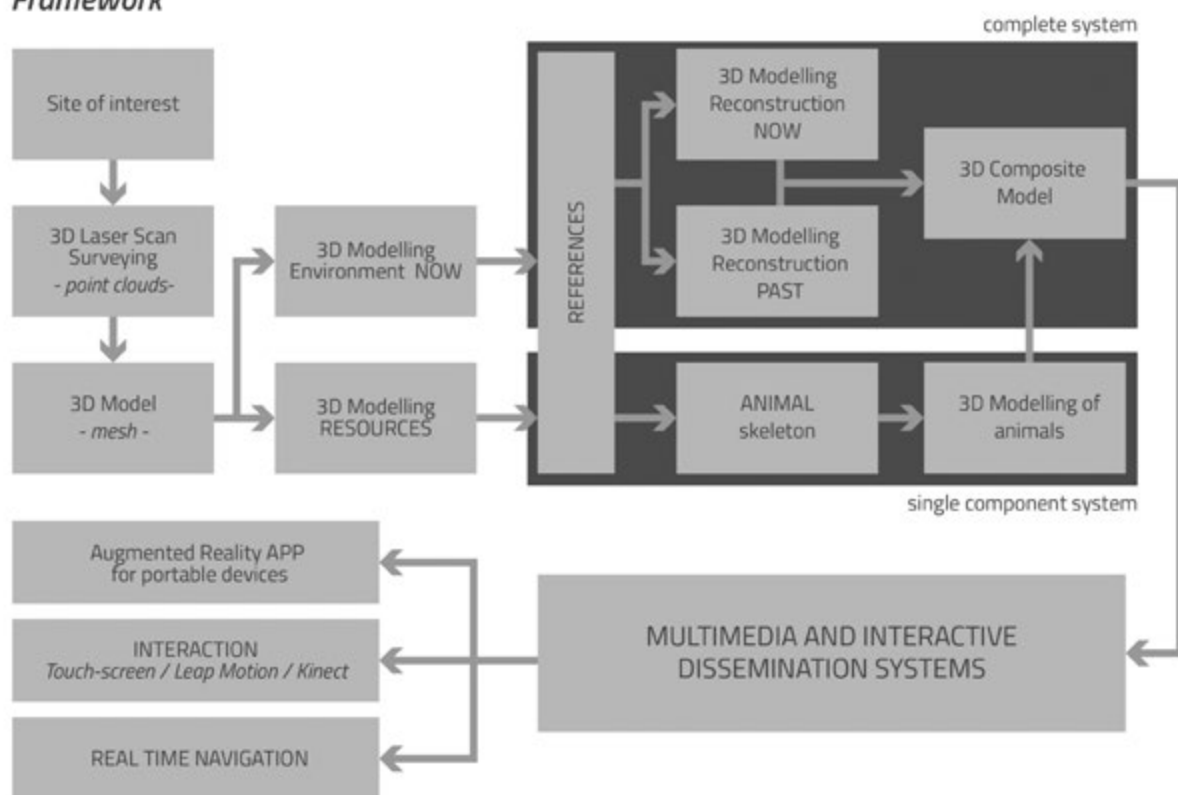 Framework
complete system
Site of interest
3D Laser Scan
Surveying
- point clouds-
3D Model
- mesh -
3D Modelling
Environment NOW
3D Modelling
RESOURCES
REFERENCES
3D Modelling
Reconstruction
NOW
3D Modelling
Reconstruction
PAST
3D Composite
Model
ANIMAL
skeleton
3D Modelling of
animals
single component system
MULTIMEDIA AND INTERACTIVE
DISSEMINATION SYSTEMS
Augmented Reality APP
for portable devices
INTERACTION
Touch-screen / Leap Motion / Kinect
REAL TIME NAVIGATION